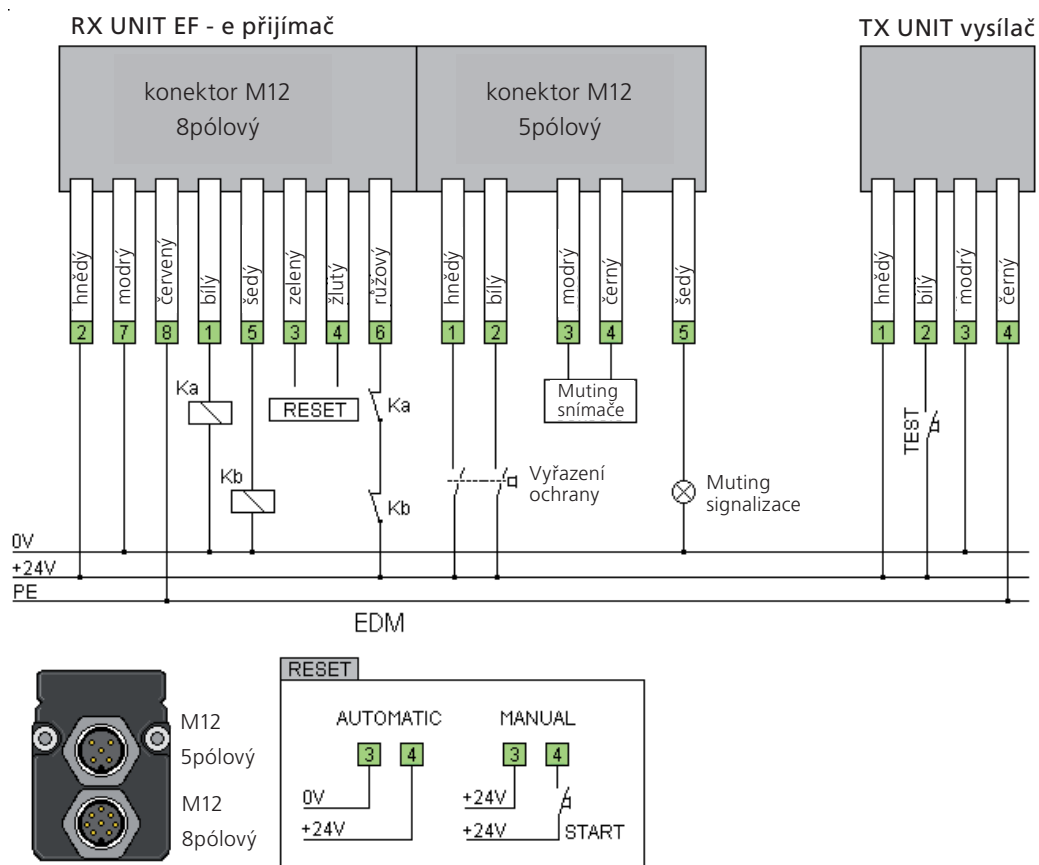 RX UNIT EF - e přijímač
TX UNIT vysílač
konektor M12
8pólový
konektor M12
5pólový
hnědý
modrý
červený
bílý
šedý
zelený
žlutý
růžový
hnědý
bílý
modrý
černý
šedý
hnědý
bílý
modrý
černý
2 7 8 1 5 3 4 6 1 2 3 4 5 1 2 3 4
Ka
RESET
Ka
Muting
snímače
TEST
Kb
Kb
Vyřazení
ochrany
Muting
signalizace
0V
+24V
PE
EDM
M12
5pólový
M12
8pólový
RESET
AUTOMATIC
MANUAL
3 4 3 4
0V
+24V
+24V
+24V
START